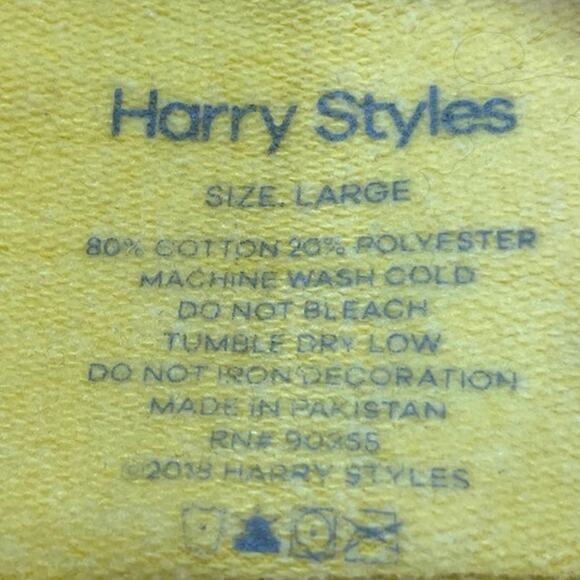 Harry Styles
SIZE. LARGE
80% COTTON 20% POLYESTER
MACHINE WASH COLD
DO NOT BLEACH
TUMBLE DRY LOW
DO NOT IRON DECORATION
MADE IN PAKISTAN
RN# 90355
©2018 HARRY STYLES